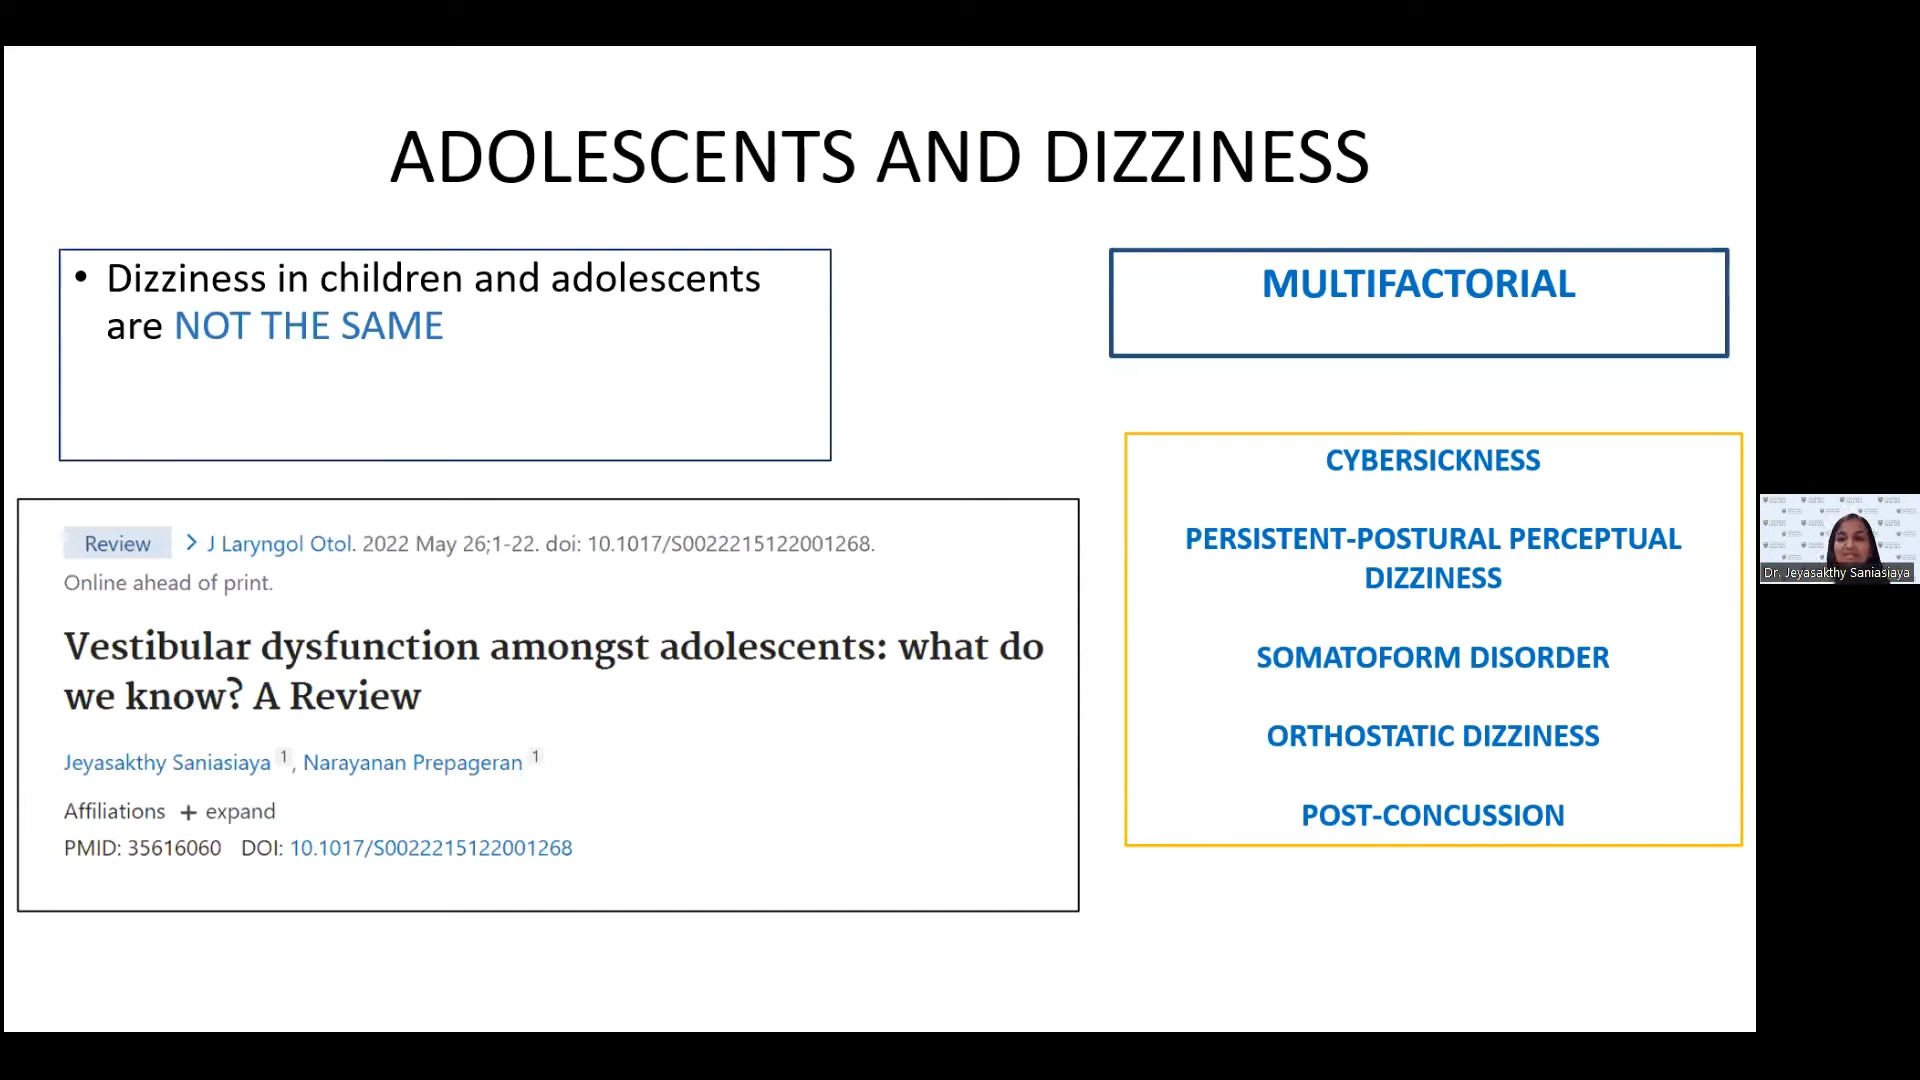 ADOLESCENTS AND DIZZINESS
• Dizziness in children and adolescents
are NOT THE SAME
MULTIFACTORIAL
Review > J Laryngol Otol. 2022 May 26;1-22. doi: 10.1017/S0022215122001268.
Online ahead of print.
Vestibular dysfunction amongst adolescents: what do
we know? A Review
Jeyasakthy Saniasiaya 1, Narayanan Prepageran 1
Affiliations + expand
PMID: 35616060 DOI: 10.1017/S0022215122001268
CYBERSICKNESS
PERSISTENT-POSTURAL PERCEPTUAL
DIZZINESS
SOMATOFORM DISORDER
ORTHOSTATIC DIZZINESS
POST-CONCUSSION
Dr. Jeyasakthy Saniasiaya